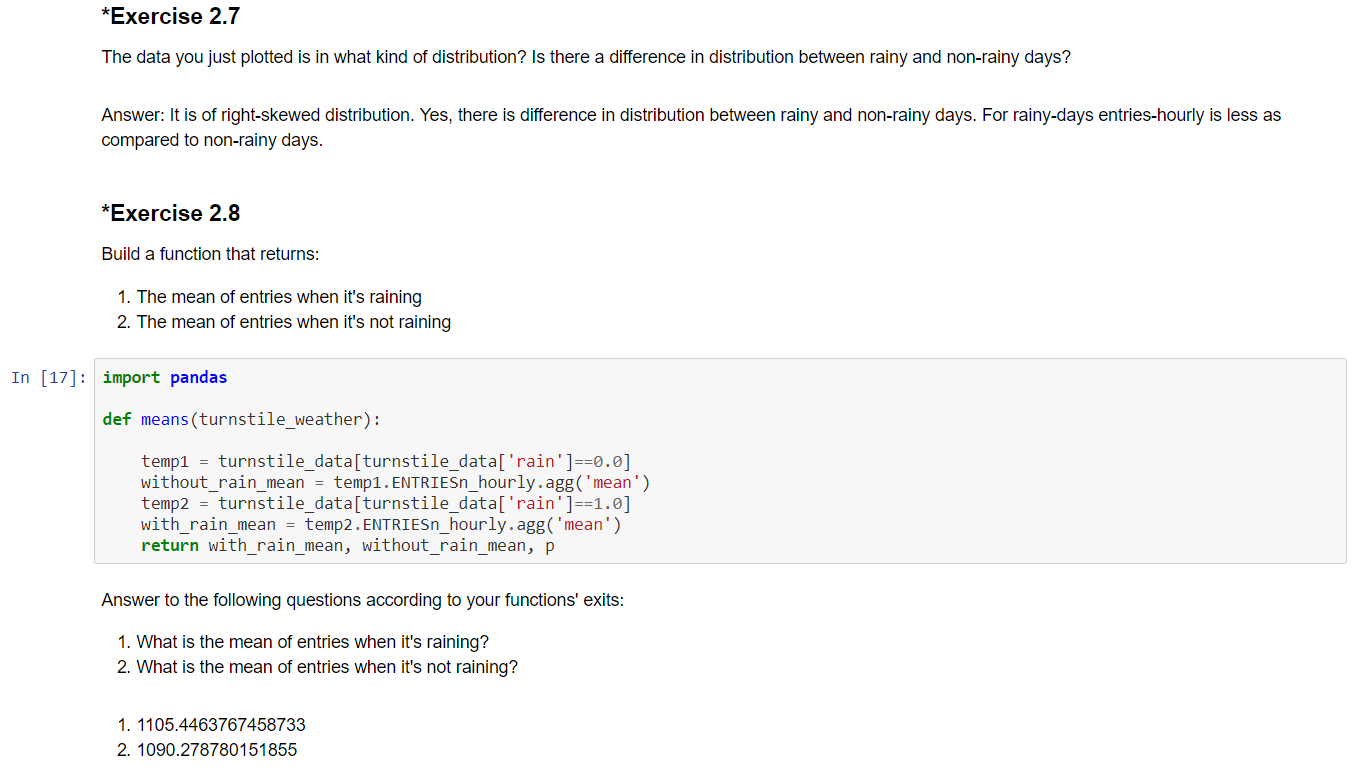 *Exercise 2.7
The data you just plotted is in what kind of distribution? Is there a difference in distribution between rainy and non-rainy days?
Answer: It is of right-skewed distribution. Yes, there is difference in distribution between rainy and non-rainy days. For rainy-days entries-hourly is less as
compared to non-rainy days.
*Exercise 2.8
Build a function that returns:
1. The mean of entries when it's raining
2. The mean of entries when it's not raining
In [17]: import pandas
def means(turnstile_weather):
temp1 = turnstile_data[turnstile_data['rain']==0.0]
without_rain_mean = temp1.ENTRIESn_hourly.agg('mean')
temp2 = turnstile_data[turnstile_data['rain']==1.0]
with_rain_mean = temp2.ENTRIESn_hourly.agg('mean')
return with_rain_mean, without_rain_mean, p
Answer to the following questions according to your functions' exits:
1. What is the mean of entries when it's raining?
2. What is the mean of entries when it's not raining?
1. 1105.4463767458733
2. 1090.278780151855